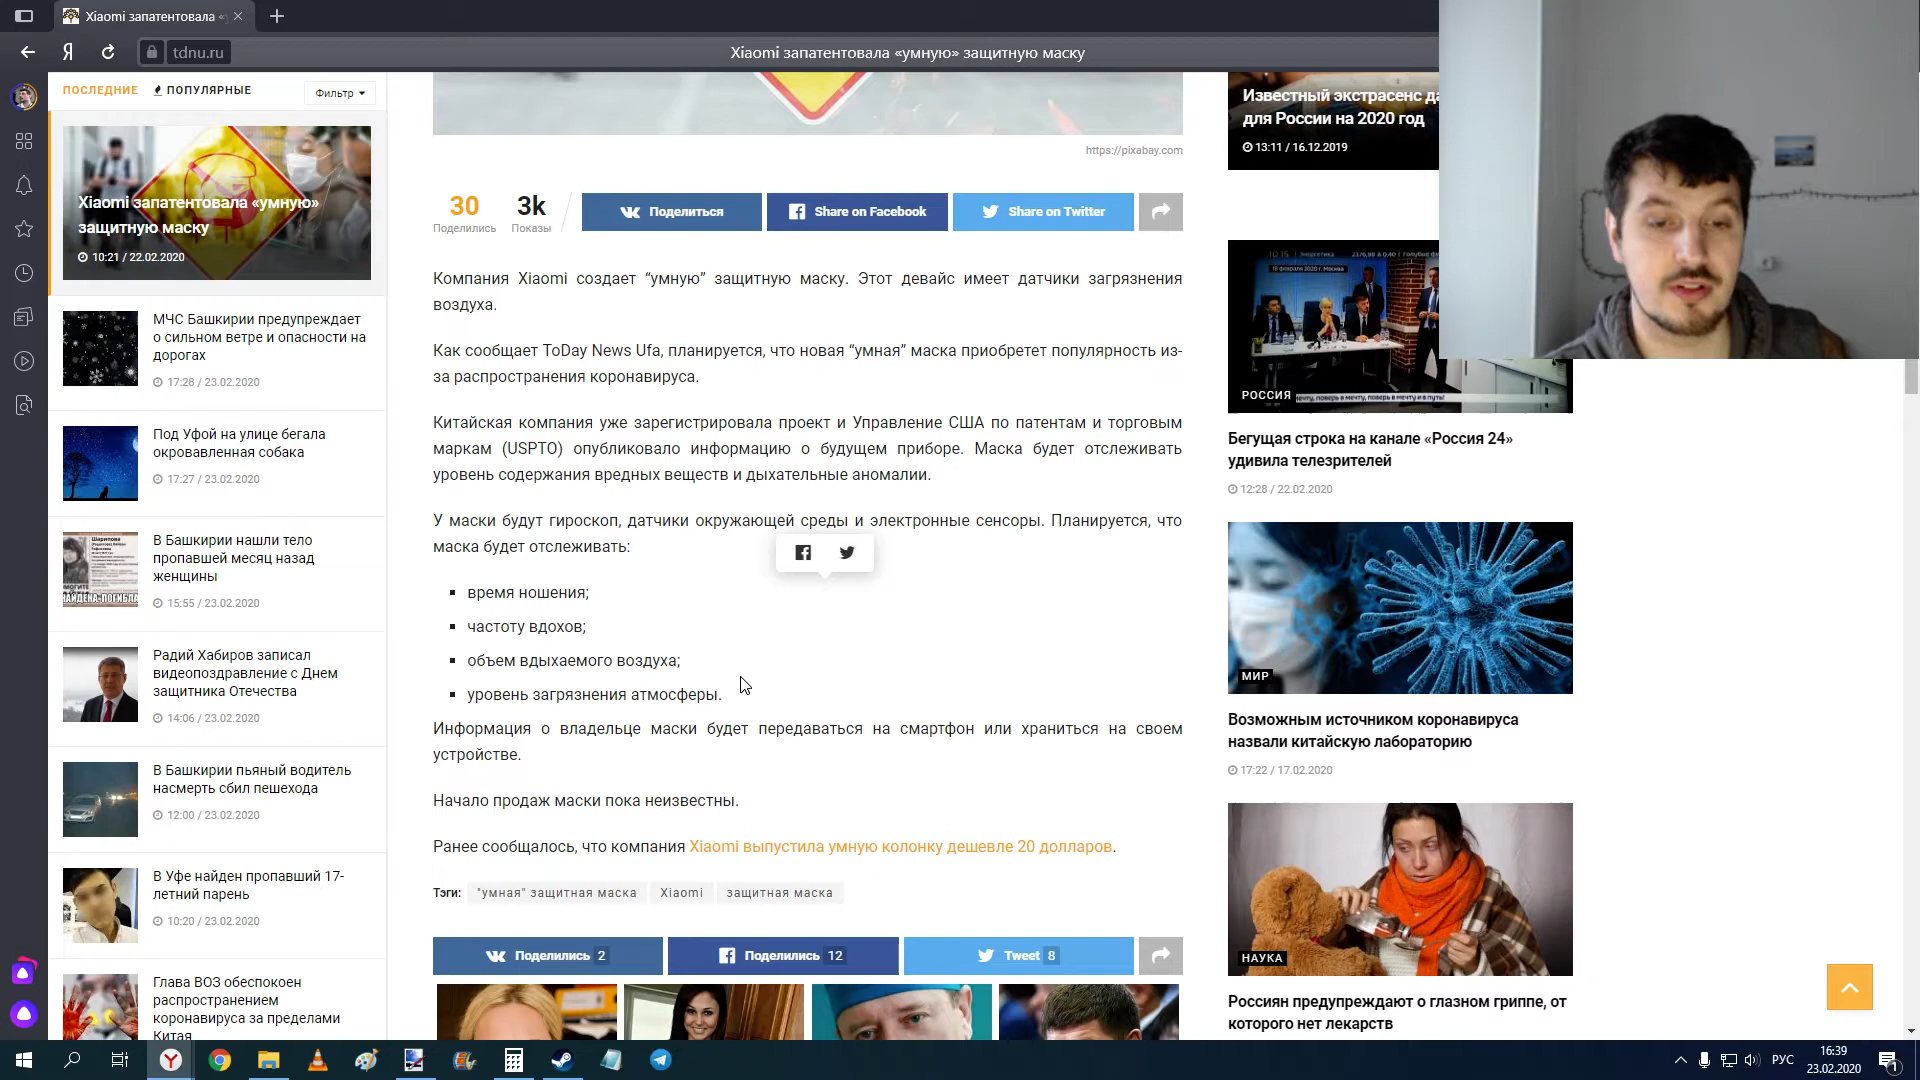 Xiaomi запатентовала «
tdnu.ru
Xiaomi запатентовала «умную» защитную маску
ПОСЛЕДНИЕ
ПОПУЛЯРНЫЕ
Фильтр
Xiaomi запатентовала «умную»
защитную маску
10:21 / 22.02.2020
МЧС Башкирии предупреждает
о сильном ветре и опасности на
дорогах
17:28 / 23.02.2020
Под Уфой на улице бегала
окровавленная собака
17:27 / 23.02.2020
В Башкирии нашли тело
пропавшей месяц назад
женщины
15:55 / 23.02.2020
Радий Хабиров записал
видеопоздравление с Днем
защитника Отечества
14:06 / 23.02.2020
В Башкирии пьяный водитель
насмерть сбил пешехода
12:00 / 23.02.2020
В Уфе найден пропавший 17-
летний парень
10:20 / 23.02.2020
Глава ВОЗ обеспокоен
распространением
коронавируса за пределами
Китая
https://pixabay.com
30
Поделились
3k
Показы
Поделиться
Share on Facebook
Share on Twitter
Компания Xiaomi создает “умную” защитную маску. Этот девайс имеет датчики загрязнения
воздуха.
Как сообщает ToDay News Ufa, планируется, что новая “умная” маска приобретет популярность из-
за распространения коронавируса.
Китайская компания уже зарегистрировала проект и Управление США по патентам и торговым
маркам (USPTO) опубликовало информацию о будущем приборе. Маска будет отслеживать
уровень содержания вредных веществ и дыхательные аномалии.
У маски будут гироскоп, датчики окружающей среды и электронные сенсоры. Планируется, что
маска будет отслеживать:
время ношения;
частоту вдохов;
объем вдыхаемого воздуха;
уровень загрязнения атмосферы.
Информация о владельце маски будет передаваться на смартфон или храниться на своем
устройстве.
Начало продаж маски пока неизвестны.
Ранее сообщалось, что компания Xiaomi выпустила умную колонку дешевле 20 долларов.
Тэги:
"умная" защитная маска
Xiaomi
защитная маска
Поделились 2
Поделились 12
Tweet 8
Известный экстрасенс да
для России на 2020 год
13:11 / 16.12.2019
РОССИЯ
Бегущая строка на канале «Россия 24»
удивила телезрителей
12:28 / 22.02.2020
МИР
Возможным источником коронавируса
назвали китайскую лабораторию
17:22 / 17.02.2020
НАУКА
Россиян предупреждают о глазном гриппе, от
которого нет лекарств
РУС
16:39
23.02.2020
1